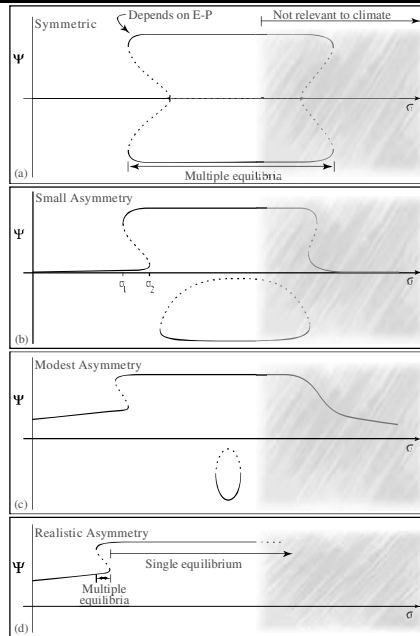 Symmetric
Depends on E-P
Not relevant to climate
Ψ
σ
(a)
Multiple equilibria
Small Asymmetry
Ψ
σ
σ1
σ2
(b)
Modest Asymmetry
Ψ
σ
(c)
Realistic Asymmetry
Single equilibrium
Ψ
σ
Multiple
equilibria
(d)